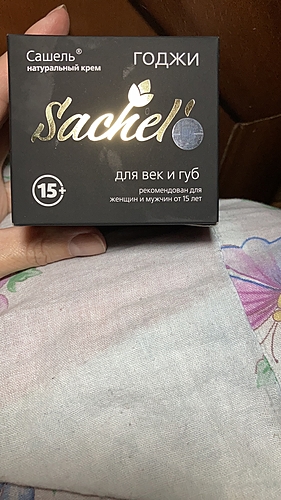 Сашель®
натуральный крем
ГОДЖИ
Sachel'
для век и губ
15+
рекомендован для
женщин и мужчин от 15 лет